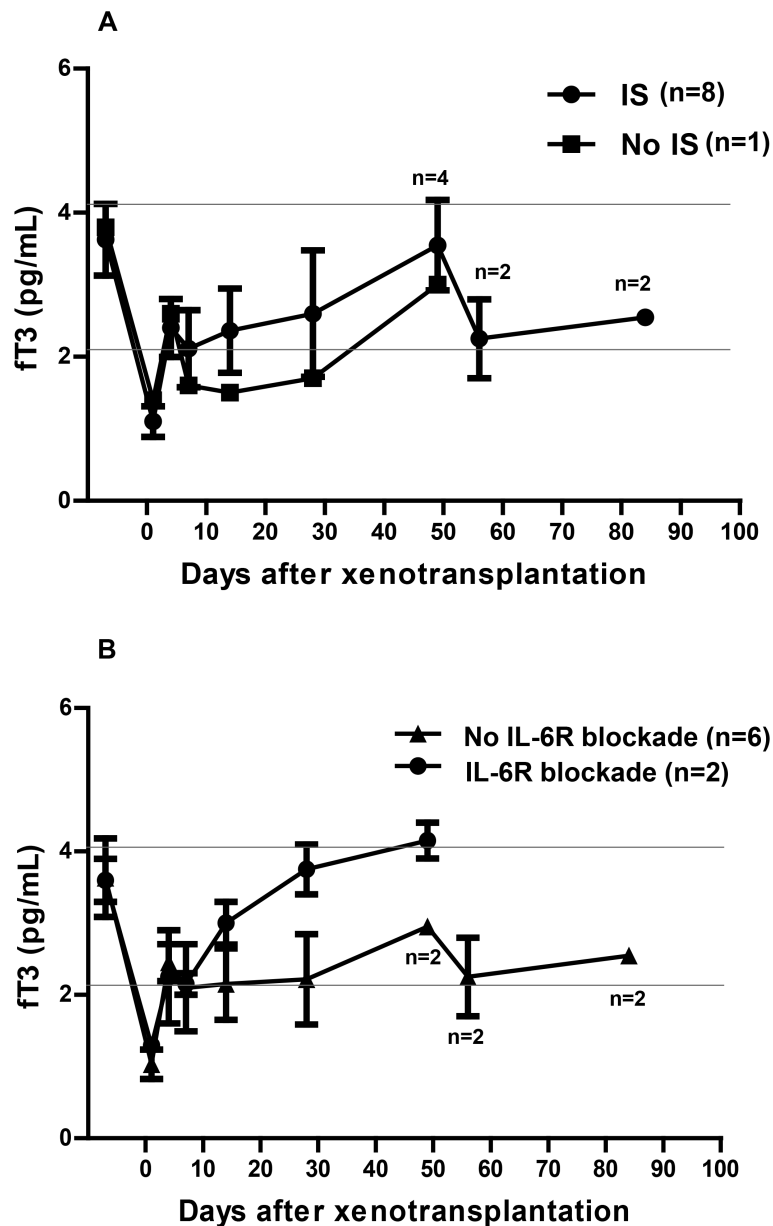 A
6
IS (n=8)
No IS (n=1)
n=4
4
n=2
n=2
fT3 (pg/mL)
2
0
0 10 20 30 40 50 60 70 80 90 100
Days after xenotransplantation
B
6
No IL-6R blockade (n=6)
IL-6R blockade (n=2)
4
fT3 (pg/mL)
n=2
2
n=2
n=2
0
0 10 20 30 40 50 60 70 80 90 100
Days after xenotransplantation